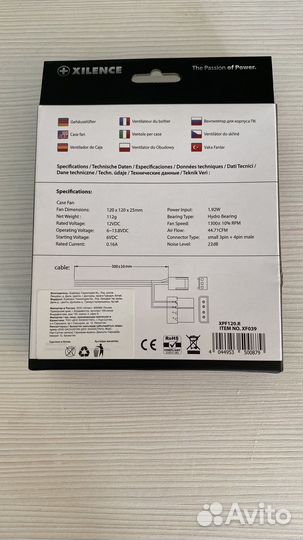 XILENCE
The Passion of Power.
Gehäuselüfter
Ventilateur du boîtier
Вентилятор для корпуса ПК
Case fan
Ventole per case
Ventilátor do skříně
Ventilador de Caja
Wentylator do Obudowy
Vaka Fanlar
Specifications / Technische Daten / Especificaciones / Données techniques / Dati Tecnici /
Dane techniczne / Techn. údaje / Технические данные / Teknik Veri :
Specifications:
Case Fan
Fan Dimensions: 120 x 120 x 25mm
Net Weight: 112g
Rated Voltage: 12VDC
Operating Voltage: 6~13.8VDC
Starting Voltage: 6VDC
Rated Current: 0.16A
Power Input: 1.92W
Bearing Type: Hydro Bearing
Fan Speed: 1300± 10% RPM
Air Flow: 44.71CFM
Connector Type: small 3pin + 4pin male
Noise Level: 22dB
cable:
CE
RoHS
XPF120.R
ITEM NO. XF039
4 044953 500879
Avito